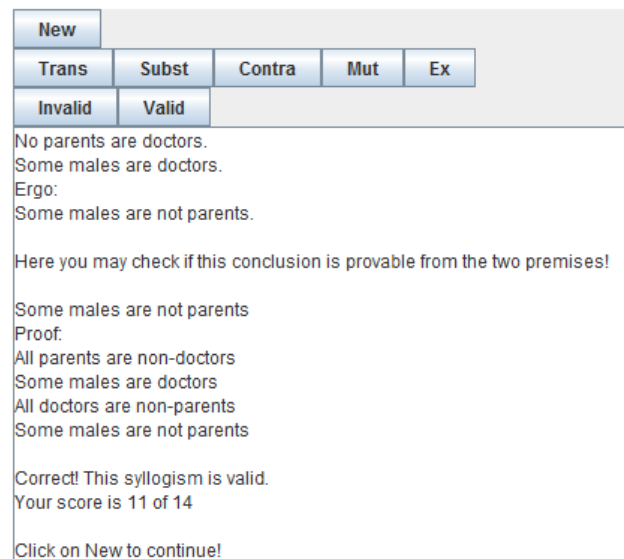 New
Trans Subst Contra Mut Ex
Invalid Valid
No parents are doctors.
Some males are doctors.
Ergo:
Some males are not parents.
Here you may check if this conclusion is provable from the two premises!
Some males are not parents
Proof:
All parents are non-doctors
Some males are doctors
All doctors are non-parents
Some males are not parents
Correct! This syllogism is valid.
Your score is 11 of 14
Click on New to continue!